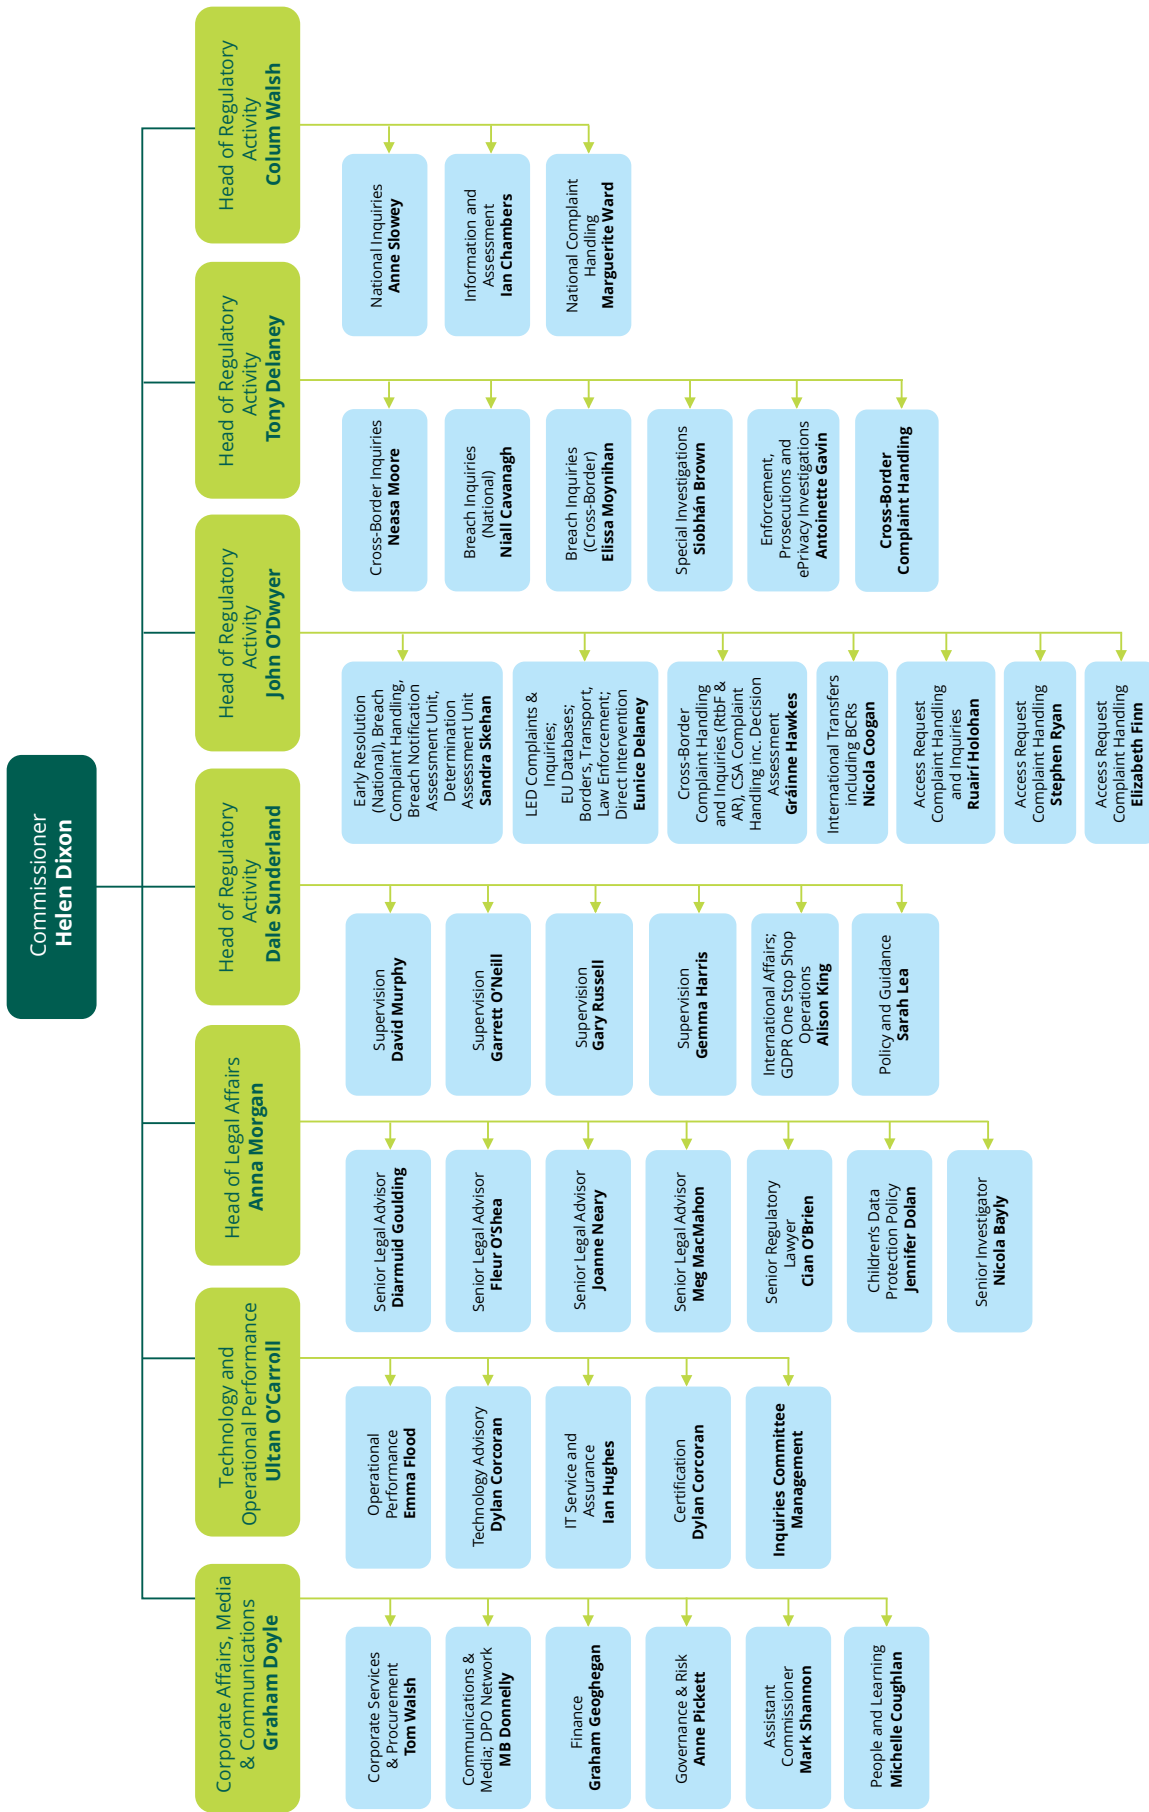 Commissioner
Helen Dixon
Corporate Affairs, Media
& Communications
Graham Doyle
Corporate Services
& Procurement
Tom Walsh
Communications &
Media; DPO Network
MB Donnelly
Finance
Graham Geoghegan
Governance & Risk
Anne Pickett
Assistant
Commissioner
Mark Shannon
People and Learning
Michelle Coughlan
Technology and
Operational Performance
Ultan O’Carroll
Operational
Performance
Emma Flood
Technology Advisory
Dylan Corcoran
IT Service and
Assurance
Ian Hughes
Certification
Dylan Corcoran
Inquiries Committee
Management
Head of Legal Affairs
Anna Morgan
Senior Legal Advisor
Diarmuid Goulding
Senior Legal Advisor
Fleur O’Shea
Senior Legal Advisor
Joanne Neary
Senior Legal Advisor
Meg MacMahon
Senior Regulatory
Lawyer
Cian O’Brien
Children’s Data
Protection Policy
Jennifer Dolan
Senior Investigator
Nicola Bayly
Head of Regulatory
Activity
Dale Sunderland
Supervision
David Murphy
Supervision
Garrett O’Neill
Supervision
Gary Russell
Supervision
Gemma Harris
International Affairs;
GDPR One Stop Shop
Operations
Alison King
Policy and Guidance
Sarah Lea
Head of Regulatory
Activity
John O’Dwyer
Early Resolution
(National), Breach
Complaint Handling,
Breach Notification
Assessment Unit,
Determination
Assessment Unit
Sandra Skehan
LED Complaints &
Inquiries;
EU Databases;
Borders, Transport,
Law Enforcement;
Direct Intervention
Eunice Delaney
Cross-Border
Complaint Handling
and Inquiries (RtbF &
AR), CSA Complaint
Handling inc. Decision
Assessment
Gráinne Hawkes
International Transfers
including BCRs
Nicola Coogan
Access Request
Complaint Handling
and Inquiries
Ruairí Holohan
Access Request
Complaint Handling
Stephen Ryan
Access Request
Complaint Handling
Elizabeth Finn
Head of Regulatory
Activity
Tony Delaney
Cross-Border Inquiries
Neasa Moore
Breach Inquiries
(National)
Niall Cavanagh
Breach Inquiries
(Cross-Border)
Elissa Moynihan
Special Investigations
Siobhán Brown
Enforcement,
Prosecutions and
ePrivacy Investigations
Antoinette Gavin
Cross-Border
Complaint Handling
Head of Regulatory
Activity
Colum Walsh
National Inquiries
Anne Slowey
Information and
Assessment
Ian Chambers
National Complaint
Handling
Marguerite Ward